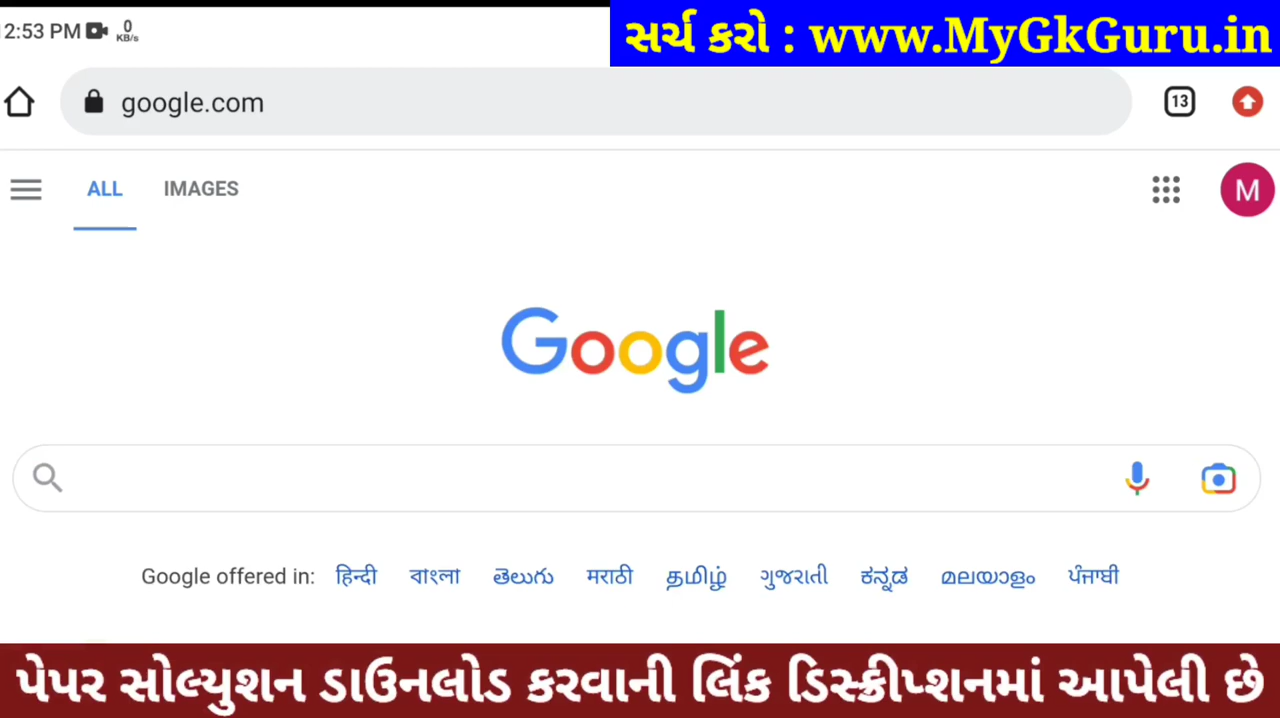 12:53 PM 0 KB/s
સર્ચ કરો : www.MyGkGuru.in
google.com 13
ALL IMAGES M
Google
Google offered in: हिन्दी বাংলা తెలుగు मराठी தமிழ் ગુજરાતી ಕನ್ನಡ മലയാളം ਪੰਜਾਬੀ
પેપર સોલ્યુશન ડાઉનલોડ કરવાની લિંક ડિસ્ક્રીપ્શનમાં આપેલી છે